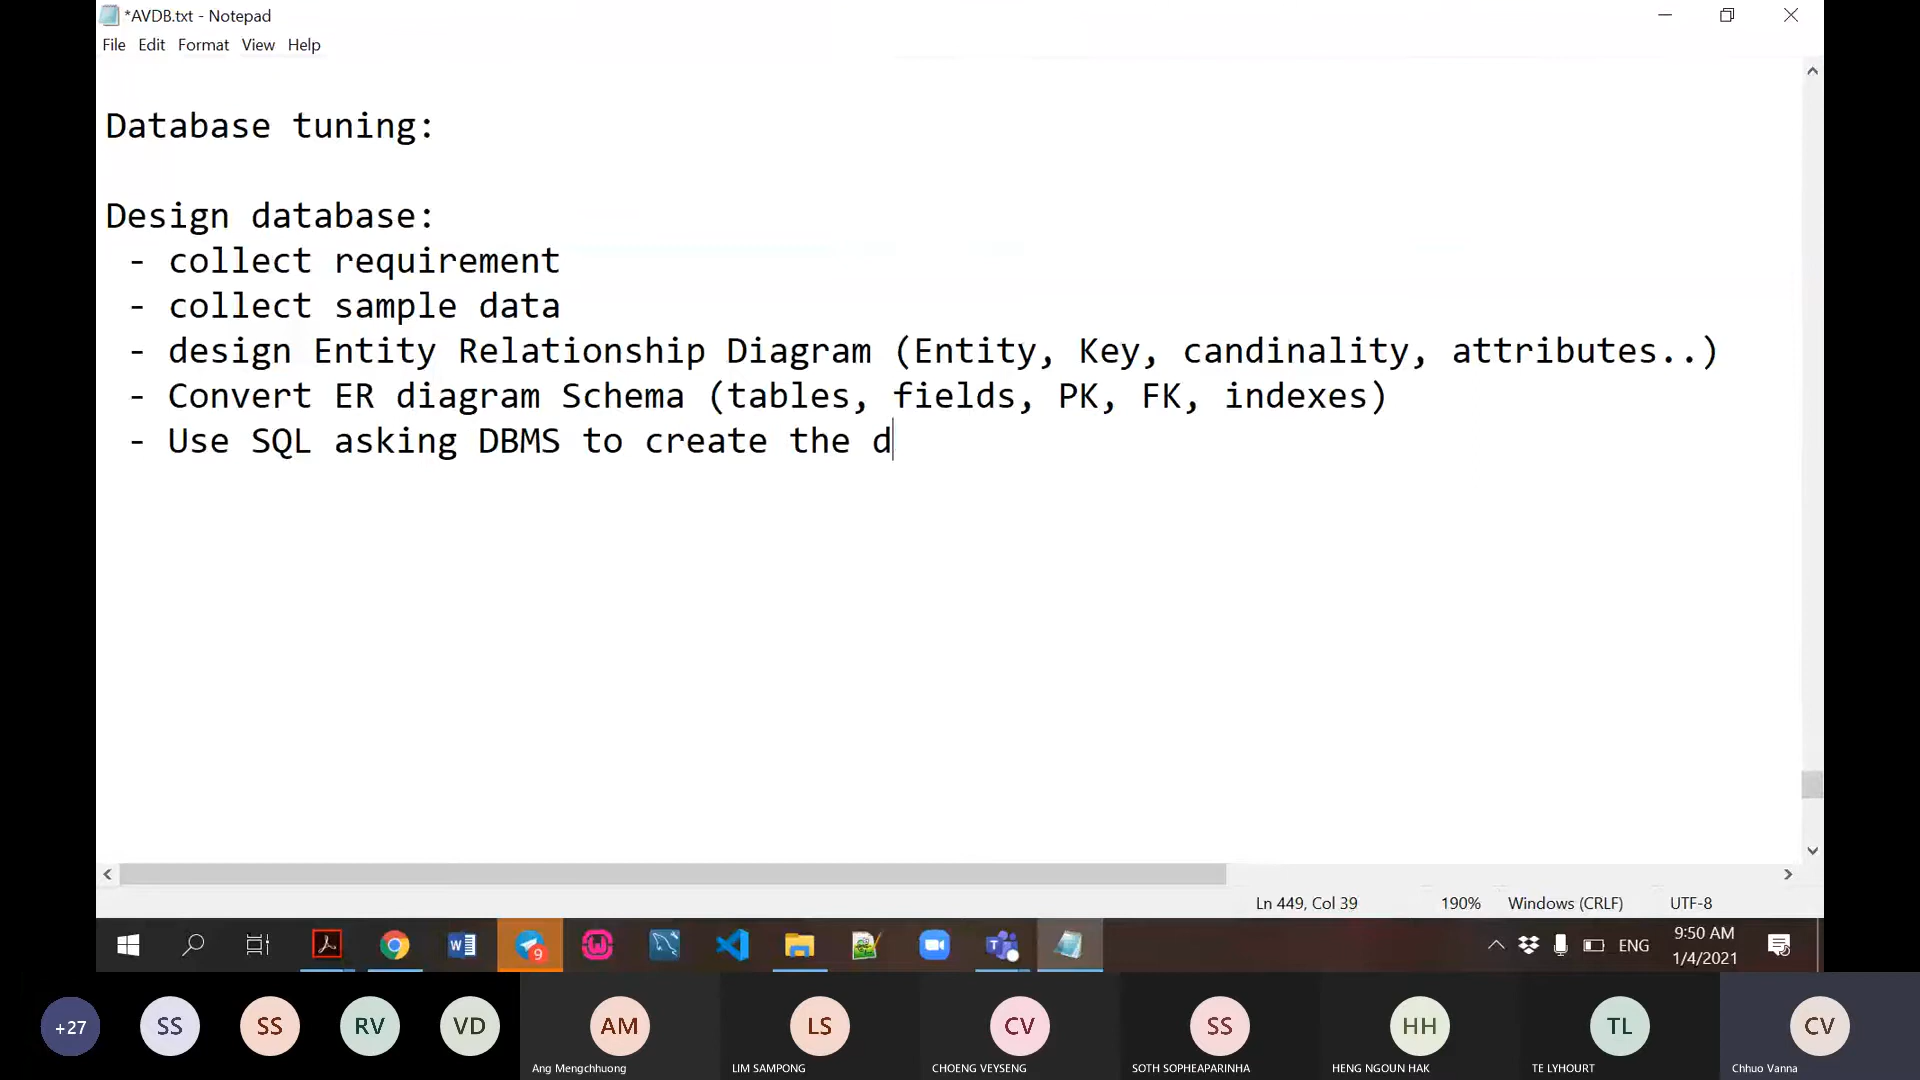 *AVDB.txt - Notepad
File Edit Format View Help
Database tuning:
Design database:
- collect requirement
- collect sample data
- design Entity Relationship Diagram (Entity, Key, candinality, attributes..)
- Convert ER diagram Schema (tables, fields, PK, FK, indexes)
- Use SQL asking DBMS to create the d
Ln 449, Col 39 190% Windows (CRLF) UTF-8
9
ENG
9:50 AM
1/4/2021
+27 SS SS RV VD AM LS CV SS HH TL CV
Ang Mengchhuong LIM SAMPONG CHOENG VEYSENG SOTH SOPHEAPARINHA HENG NGOUN HAK TE LYHOURT Chhuo Vanna